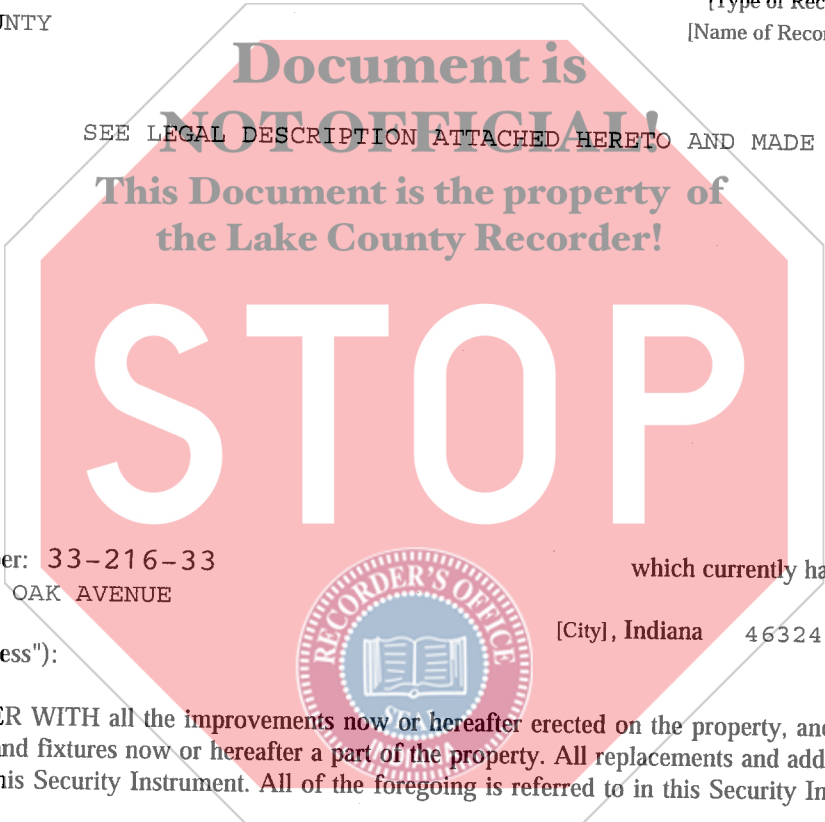 [Type of Rec
UNTY
[Name of Recor
Document is
NOT OFFICIAL!
SEE LEGAL DESCRIPTION ATTACHED HERETO AND MADE
This Document is the property of
the Lake County Recorder!
STOP
er: 33-216-33
which currently ha
OAK AVENUE
[City], Indiana 46324
ess"):
RECORDER'S OFFICE
SEAL
ER WITH all the improvements now or hereafter erected on the property, and
and fixtures now or hereafter a part of the property. All replacements and add
his Security Instrument. All of the foregoing is referred to in this Security In